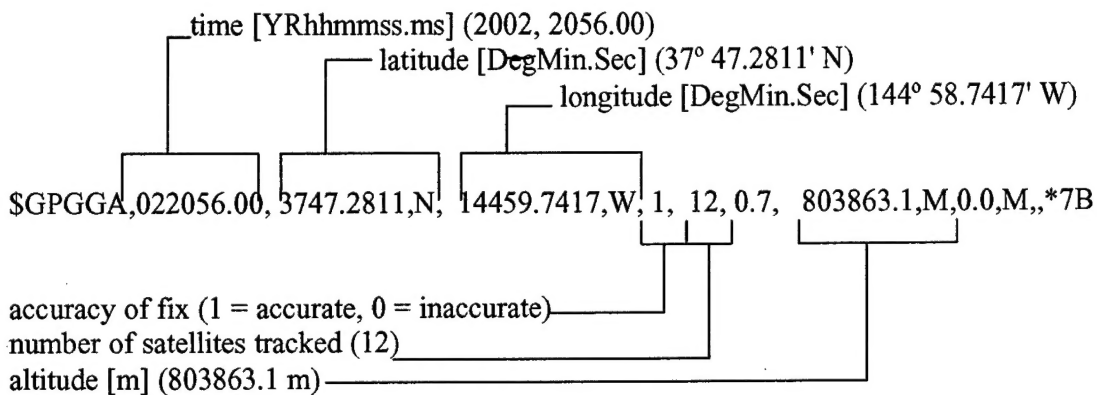 time [YRhhmmss.ms] (2002, 2056.00)
latitude [DegMin.Sec] (37º 47.2811' N)
longitude [DegMin.Sec] (144º 58.7417' W)
$GPGGA,022056.00, 3747.2811,N, 14459.7417,W, 1, 12, 0.7, 803863.1,M,0.0,M,,*7B
accuracy of fix (1 = accurate, 0 = inaccurate)
number of satellites tracked (12)
altitude [m] (803863.1 m)